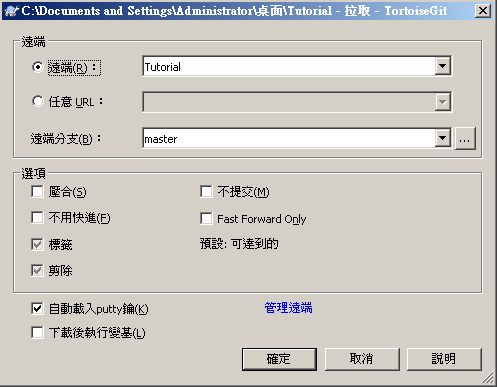 C:\Documents and Settings\Administrator\桌面\Tutorial - 拉取 - TortoiseGit
遠端
遠端(R)： Tutorial
任意 URL：
遠端分支(B)： master ...
選項
壓合(S) 不提交(M)
不用快進(F) Fast Forward Only
標籤 預設: 可達到的
剪除
自動載入putty鑰(K) 管理遠端
下載後執行變基(L)
確定 取消 說明